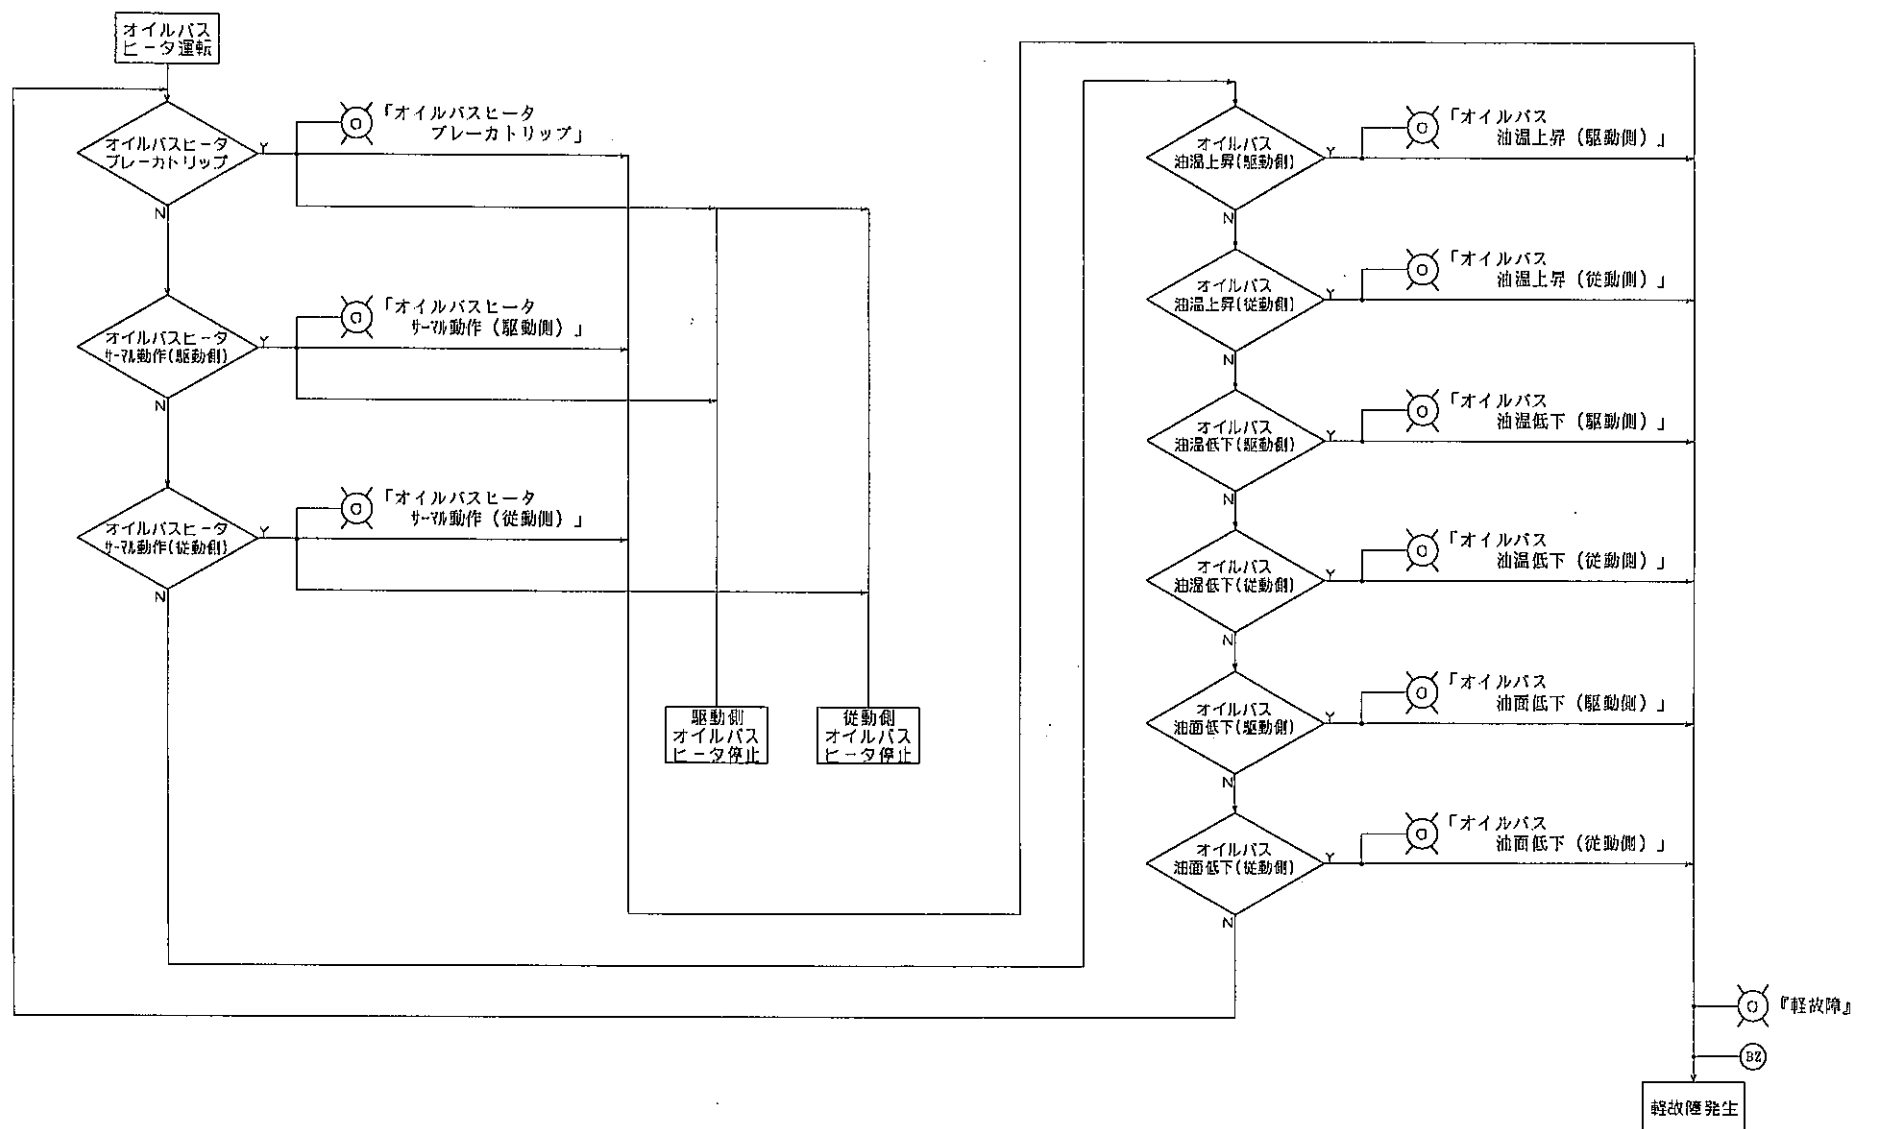 オイルバス
ヒータ運転
オイルバスヒータ
ブレーカトリップ
Y
N
「オイルバスヒータ
ブレーカトリップ」
オイルバスヒータ
サーマル動作(駆動側)
Y
N
「オイルバスヒータ
サーマル動作(駆動側)」
オイルバスヒータ
サーマル動作(従動側)
Y
N
「オイルバスヒータ
サーマル動作(従動側)」
駆動側
オイルバス
ヒータ停止
従動側
オイルバス
ヒータ停止
オイルバス
油温上昇(駆動側)
Y
N
「オイルバス
油温上昇(駆動側)」
オイルバス
油温上昇(従動側)
Y
N
「オイルバス
油温上昇(従動側)」
オイルバス
油温低下(駆動側)
Y
N
「オイルバス
油温低下(駆動側)」
オイルバス
油温低下(従動側)
Y
N
「オイルバス
油温低下(従動側)」
オイルバス
油面低下(駆動側)
Y
N
「オイルバス
油面低下(駆動側)」
オイルバス
油面低下(従動側)
Y
N
「オイルバス
油面低下(従動側)」
O
O
O
O
O
O
O
O
O
O
『軽故障』
BZ
軽故障発生